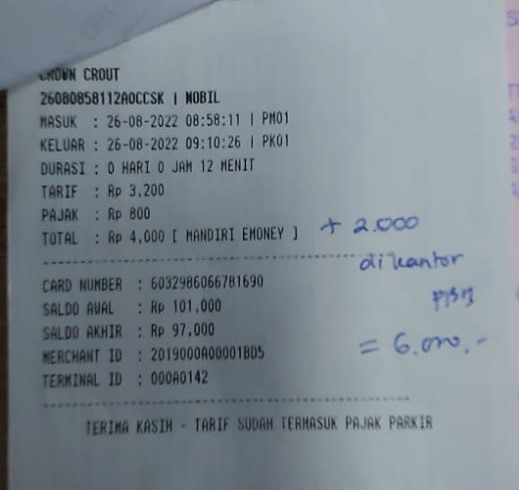 CROWN CROUT
26080858112A0CCSK | MOBIL
MASUK : 26-08-2022 08:58:11 | PM01
KELUAR : 26-08-2022 09:10:26 | PK01
DURASI : 0 HARI 0 JAM 12 MENIT
TARIF : Rp 3,200
PAJAK : Rp 800
TOTAL : Rp 4,000 [ MANDIRI EMONEY ] + 2.000
di kantor
= 6.000.-
CARD NUMBER : 6032986066781690
SALDO AWAL : Rp 101,000
SALDO AKHIR : Rp 97,000
MERCHANT ID : 2019000A00001BD5
TERMINAL ID : 000A0142
TERIMA KASIH - TARIF SUDAH TERMASUK PAJAK PARKIR